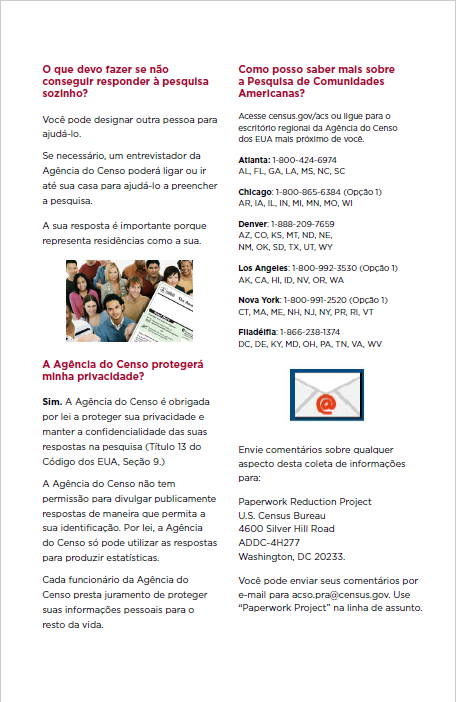 O que devo fazer se não
conseguir responder à pesquisa
sozinho?
Você pode designar outra pessoa para
ajudá-lo.
Se necessário, um entrevistador da
Agência do Censo poderá ligar ou ir
até sua casa para ajudá-lo a preencher
a pesquisa.
A sua resposta é importante porque
representa residências como a sua.
A Agência do Censo protegerá
minha privacidade?
Sim. A Agência do Censo é obrigada
por lei a proteger sua privacidade e
manter a confidencialidade das suas
respostas na pesquisa (Título 13 do
Código dos EUA, Seção 9.)
A Agência do Censo não tem
permissão para divulgar publicamente
respostas de maneira que permita a
sua identificação. Por lei, a Agência
do Censo só pode utilizar as respostas
para produzir estatísticas.
Cada funcionário da Agência do
Censo presta juramento de proteger
suas informações pessoais para o
resto da vida.
Como posso saber mais sobre
a Pesquisa de Comunidades
Americanas?
Acesse census.gov/acs ou ligue para o
escritório regional da Agência do Censo
dos EUA mais próximo de você.
Atlanta: 1-800-424-6974
AL, FL, GA, LA, MS, NC, SC
Chicago: 1-800-865-6384 (Opção 1)
AR, IA, IL, IN, MI, MN, MO, WI
Denver: 1-888-209-7659
AZ, CO, KS, MT, ND, NE,
NM, OK, SD, TX, UT, WY
Los Angeles: 1-800-992-3530 (Opção 1)
AK, CA, HI, ID, NV, OR, WA
Nova York: 1-800-991-2520 (Opção 1)
CT, MA, ME, NH, NJ, NY, PR, RI, VT
Filadélfia: 1-866-238-1374
DC, DE, KY, MD, OH, PA, TN, VA, WV
@
Envie comentários sobre qualquer
aspecto desta coleta de informações
para:
Paperwork Reduction Project
U.S. Census Bureau
4600 Silver Hill Road
ADDC-4H277
Washington, DC 20233.
Você pode enviar seus comentários por
e-mail para acso.pra@census.gov. Use
“Paperwork Project” na linha de assunto.